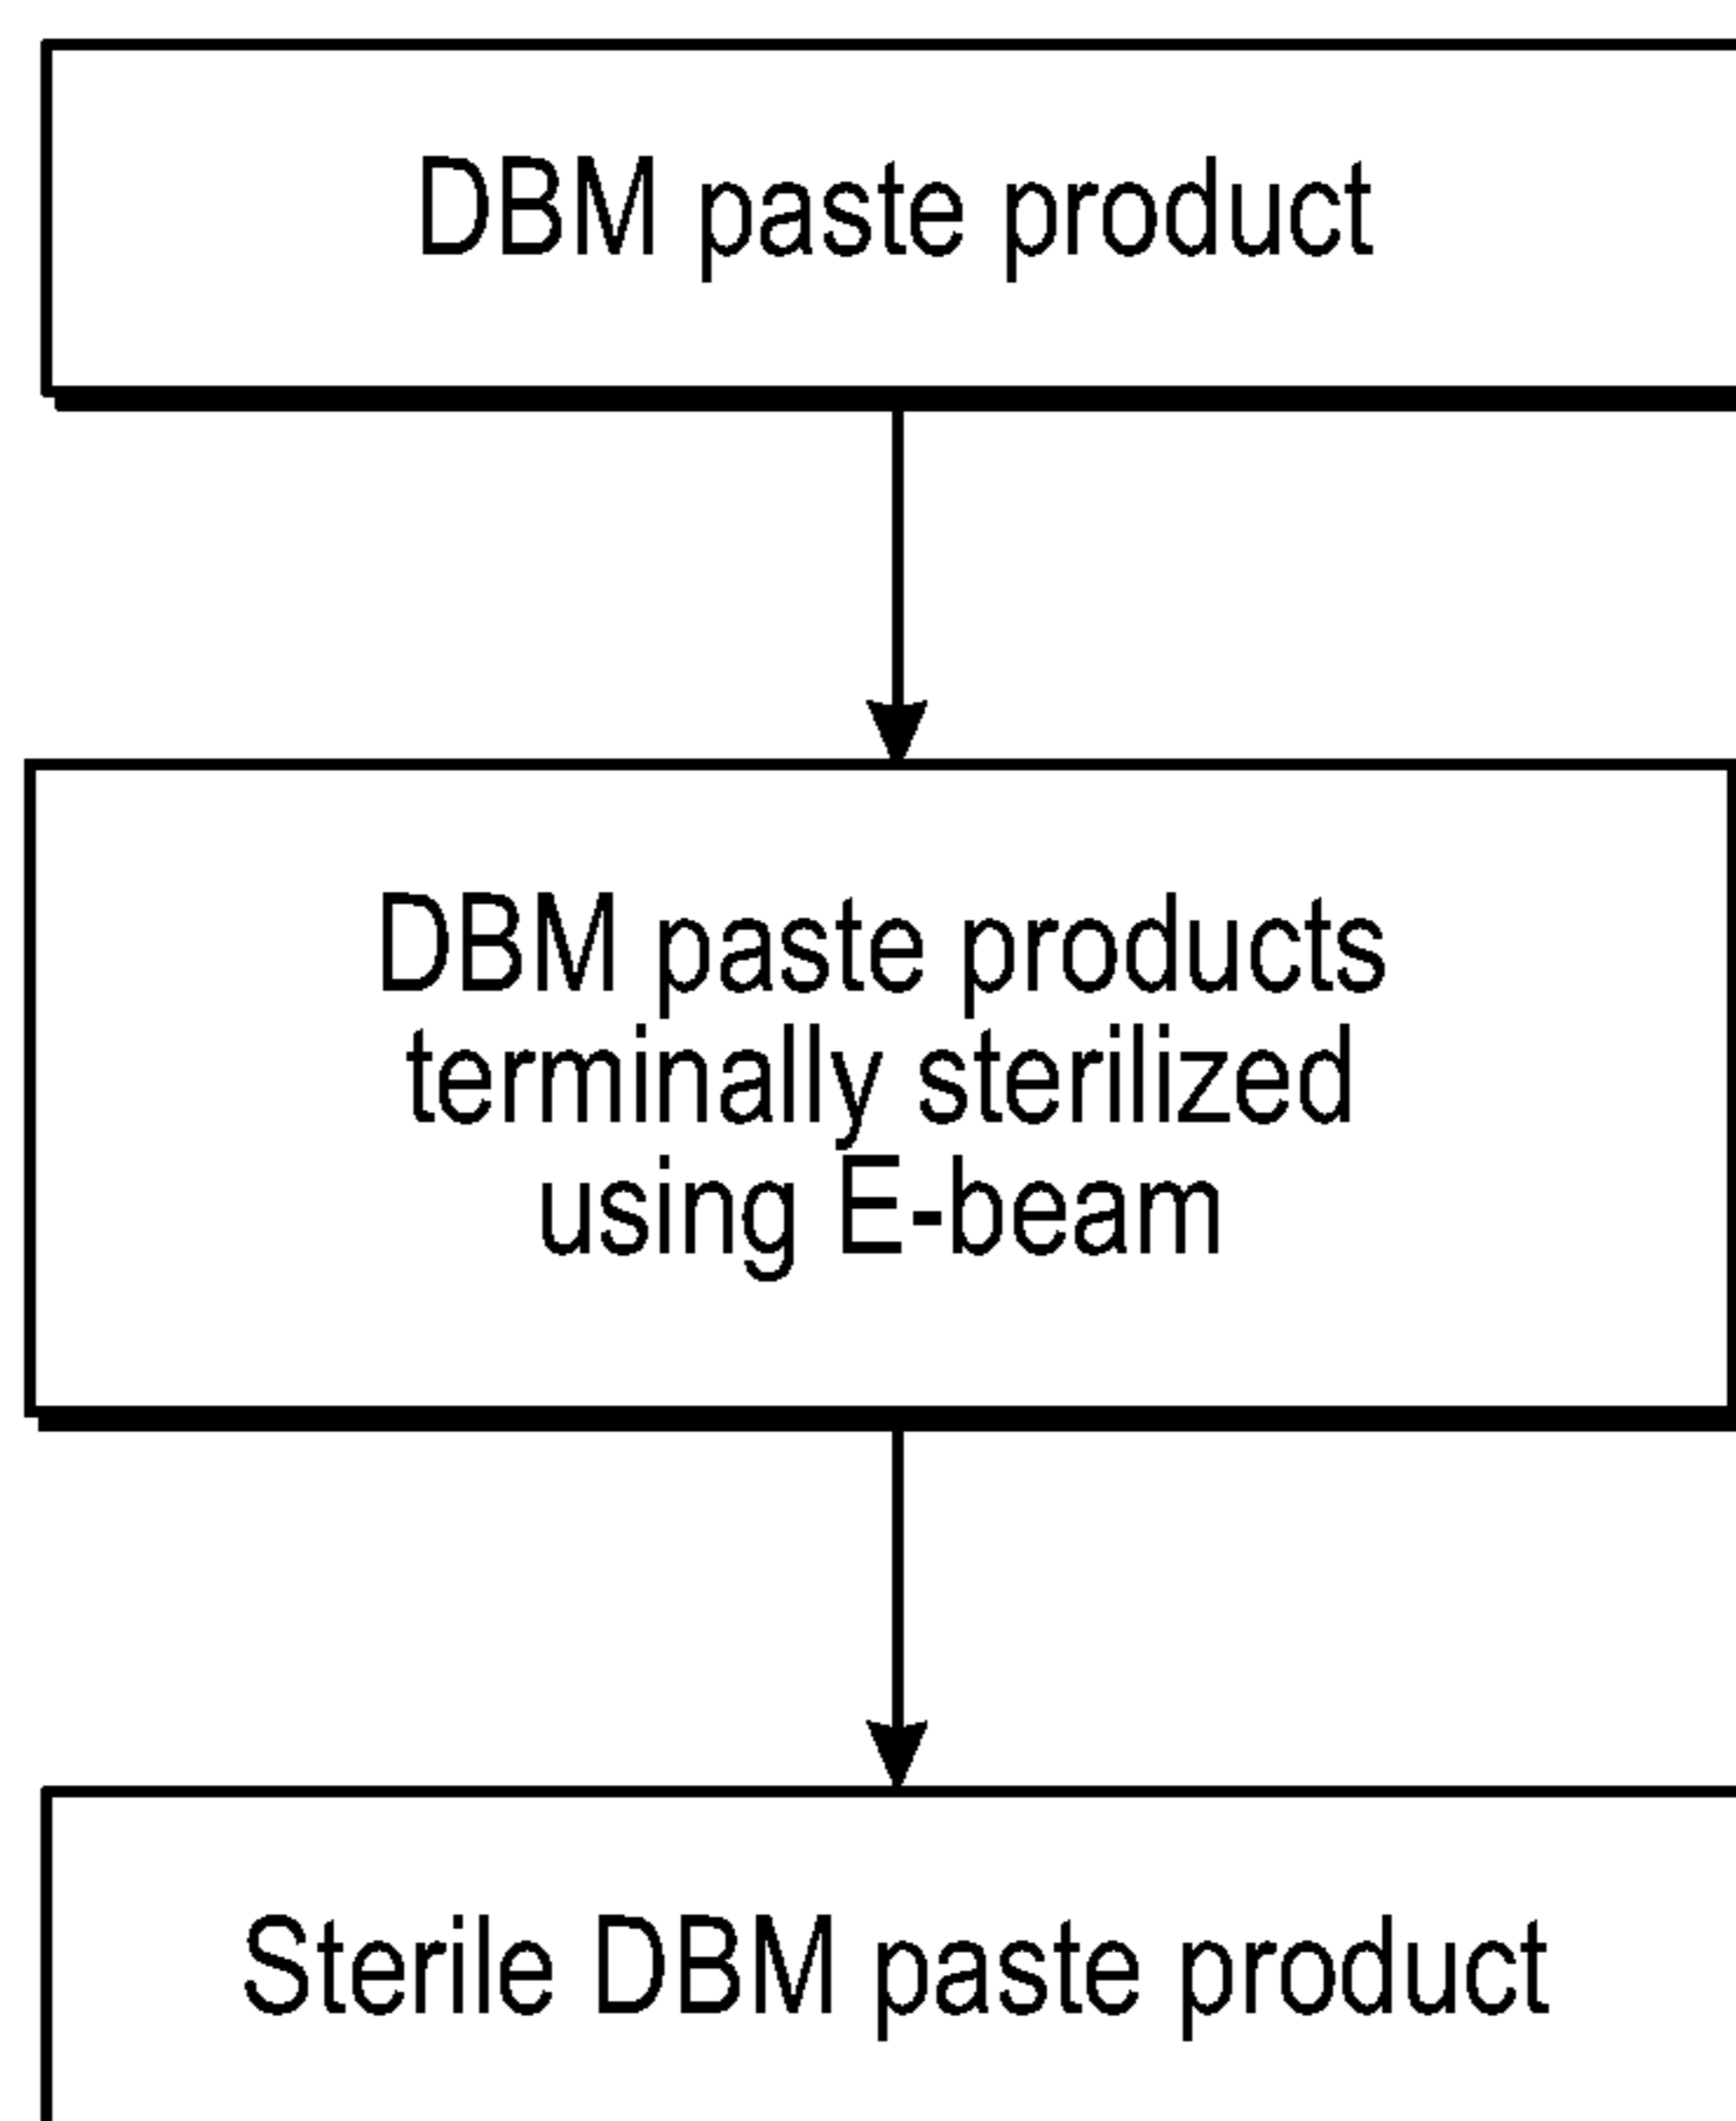 DBM paste product
DBM paste products
terminally sterilized
using E-beam
Sterile DBM paste product